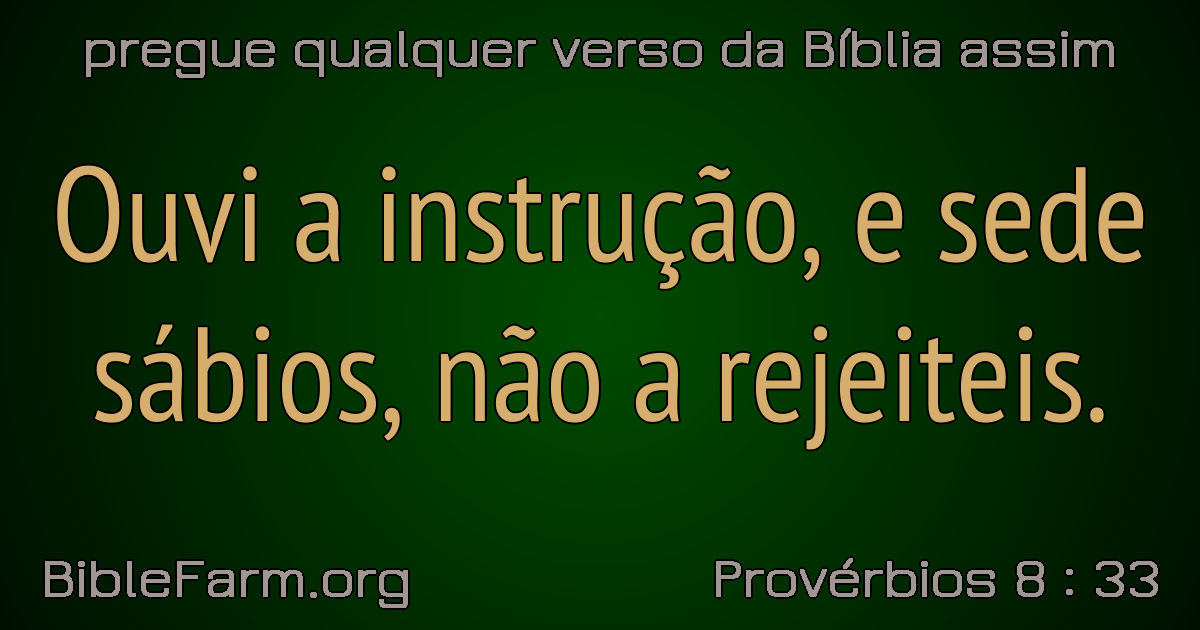 pregue qualquer verso da Bíblia assim
Ouvi a instrução, e sede
sábios, não a rejeiteis.
BibleFarm.org
Provérbios 8 : 33